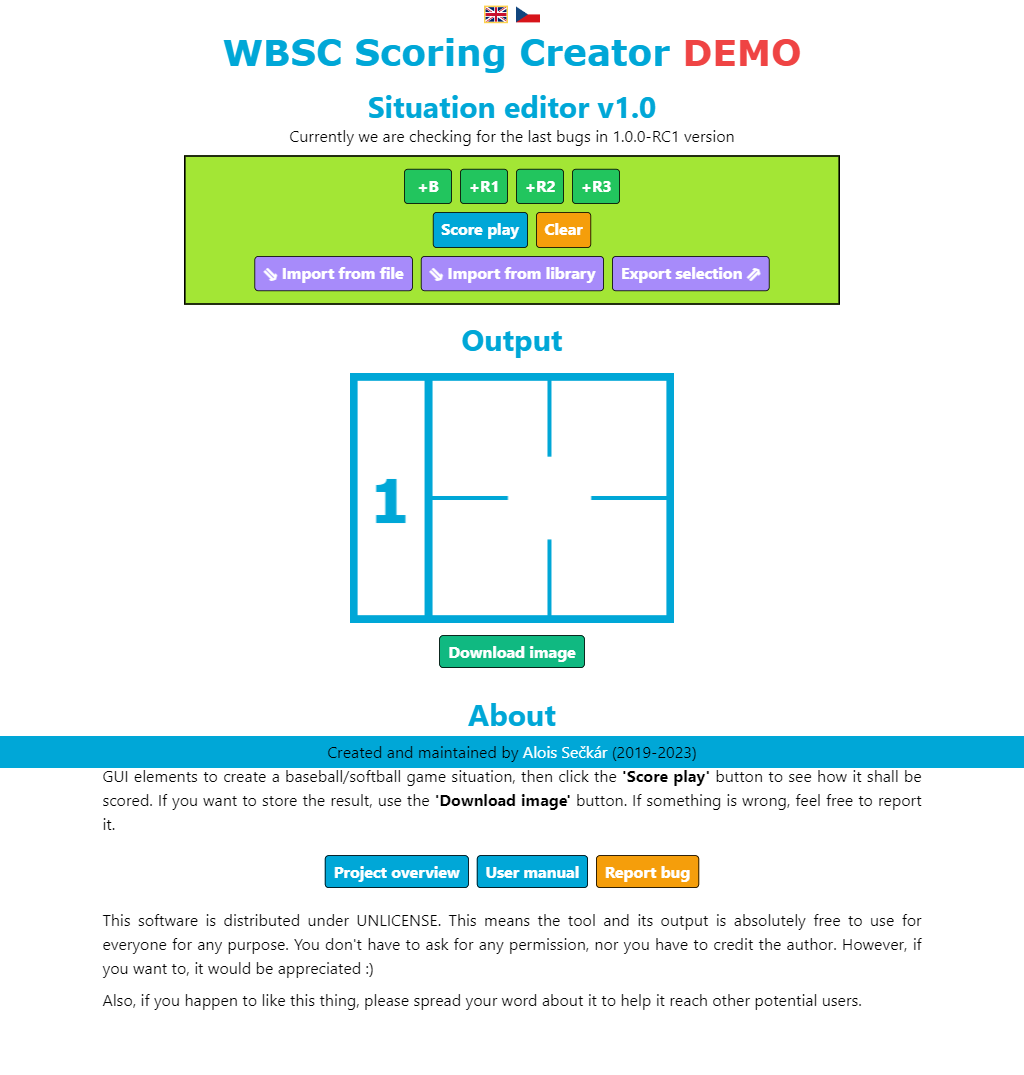 WBSC Scoring Creator DEMO
Situation editor v1.0
Currently we are checking for the last bugs in 1.0.0-RC1 version
+B +R1 +R2 +R3
Score play Clear
⇘ Import from file ⇘ Import from library Export selection ⇗
Output
1
Download image
About
Created and maintained by Alois Sečkár (2019-2023)
GUI elements to create a baseball/softball game situation, then click the 'Score play' button to see how it shall be
scored. If you want to store the result, use the 'Download image' button. If something is wrong, feel free to report
it.
Project overview User manual Report bug
This software is distributed under UNLICENSE. This means the tool and its output is absolutely free to use for
everyone for any purpose. You don't have to ask for any permission, nor you have to credit the author. However, if
you want to, it would be appreciated :)
Also, if you happen to like this thing, please spread your word about it to help it reach other potential users.